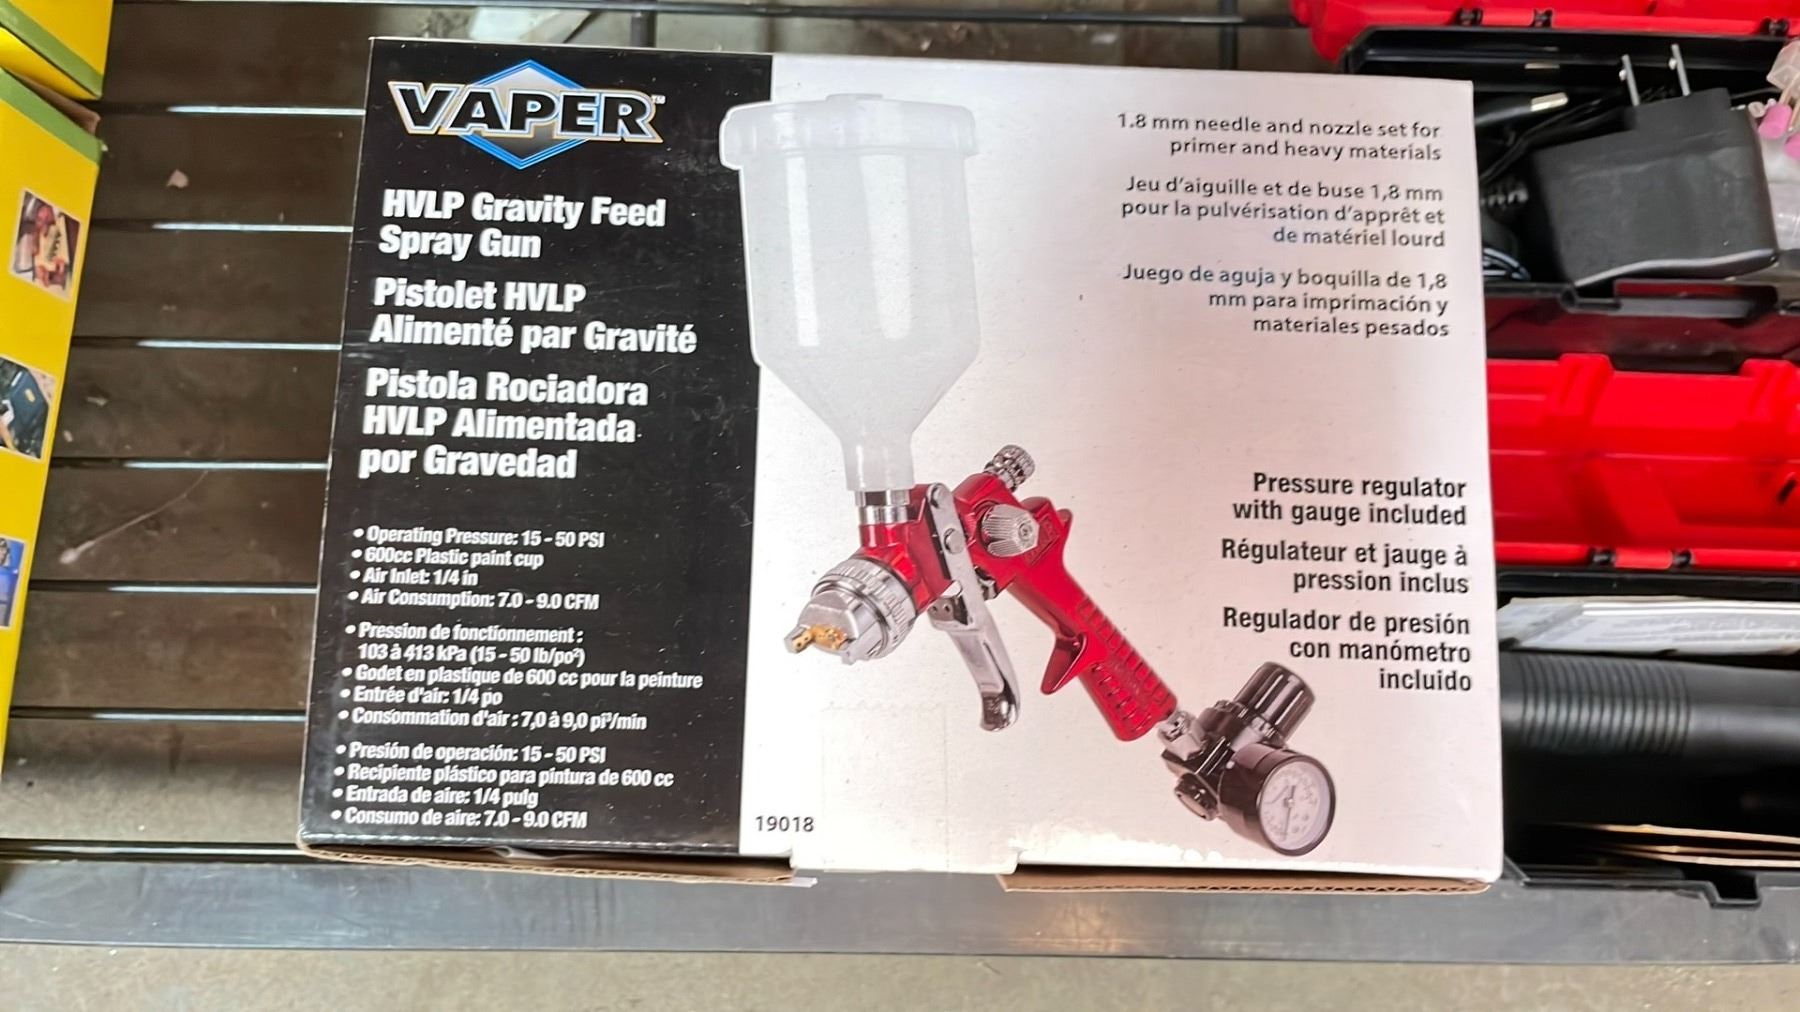 VAPER™
HVLP Gravity Feed
Spray Gun
Pistolet HVLP
Alimenté par Gravité
Pistola Rociadora
HVLP Alimentada
por Gravedad
• Operating Pressure: 15 - 50 PSI
• 600cc Plastic paint cup
• Air Inlet: 1/4 in
• Air Consumption: 7.0 - 9.0 CFM
• Pression de fonctionnement :
103 à 413 kPa (15 - 50 lb/po²)
• Godet en plastique de 600 cc pour la peinture
• Entrée d'air: 1/4 po
• Consommation d'air : 7,0 à 9,0 pi³/min
• Presión de operación: 15 - 50 PSI
• Recipiente plástico para pintura de 600 cc
• Entrada de aire: 1/4 pulg
• Consumo de aire: 7.0 - 9.0 CFM
1.8 mm needle and nozzle set for
primer and heavy materials
Jeu d'aiguille et de buse 1,8 mm
pour la pulvérisation d'apprêt et
de matériel lourd
Juego de aguja y boquilla de 1,8
mm para imprimación y
materiales pesados
Pressure regulator
with gauge included
Régulateur et jauge à
pression inclus
Regulador de presión
con manómetro
incluido
19018